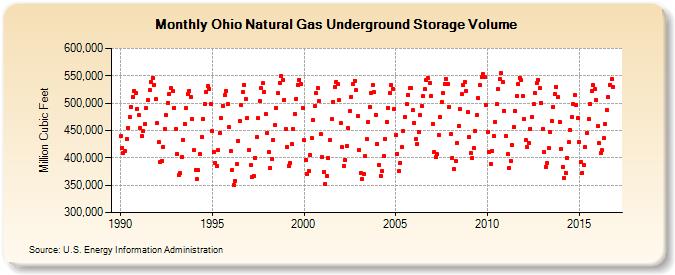 Monthly Ohio Natural Gas Underground Storage Volume
Million Cubic Feet
600,000
550,000
500,000
450,000
400,000
350,000
300,000
1990 1995 2000 2005 2010 2015
Source: U.S. Energy Information Administration